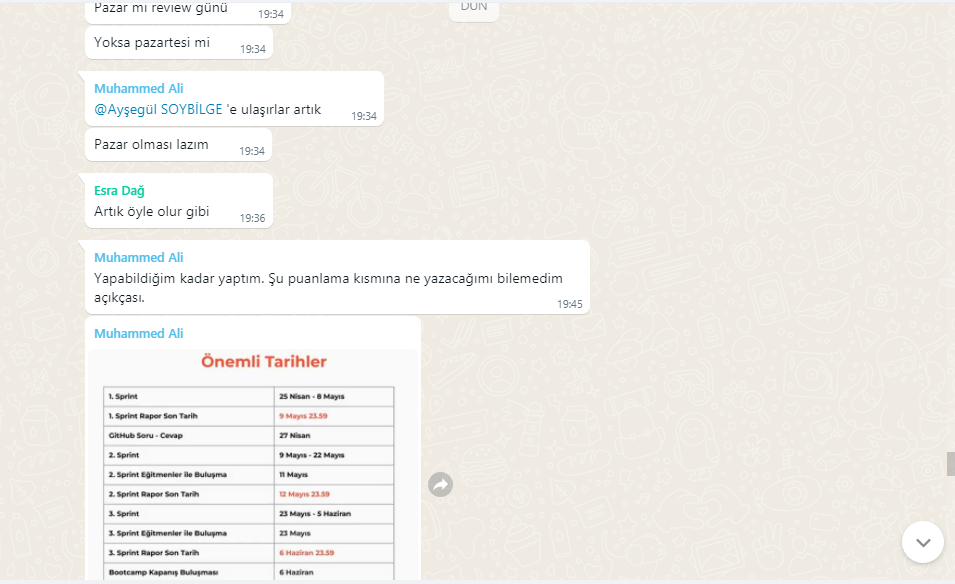 Pazar mı review günü
19:34
DÜN
Yoksa pazartesi mi
19:34
Muhammed Ali
@Ayşegül SOYBİLGE 'e ulaşırlar artık
19:34
Pazar olması lazım
19:34
Esra Dağ
Artık öyle olur gibi
19:36
Muhammed Ali
Yapabildiğim kadar yaptım. Şu puanlama kısmına ne yazacağımı bilemedim
açıkçası.
19:45
Muhammed Ali
Önemli Tarihler
1. Sprint 25 Nisan - 8 Mayıs
1. Sprint Rapor Son Tarih 9 Mayıs 23.59
GitHub Soru - Cevap 27 Nisan
2. Sprint 9 Mayıs - 22 Mayıs
2. Sprint Eğitmenler ile Buluşma 11 Mayıs
2. Sprint Rapor Son Tarih 12 Mayıs 23.59
3. Sprint 23 Mayıs - 5 Haziran
3. Sprint Eğitmenler ile Buluşma 23 Mayıs
3. Sprint Rapor Son Tarih 6 Haziran 23.59
Bootcamp Kapanış Buluşması 6 Haziran